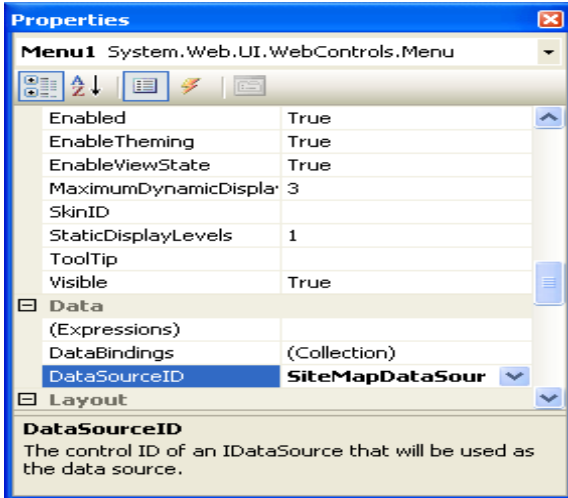 Properties
Menu1 System.Web.UI.WebControls.Menu
Enabled True
EnableTheming True
EnableViewState True
MaximumDynamicDispla 3
SkinID
StaticDisplayLevels 1
ToolTip
Visible True
Data
(Expressions)
DataBindings (Collection)
DataSourceID SiteMapDataSour
Layout
DataSourceID
The control ID of an IDataSource that will be used as
the data source.